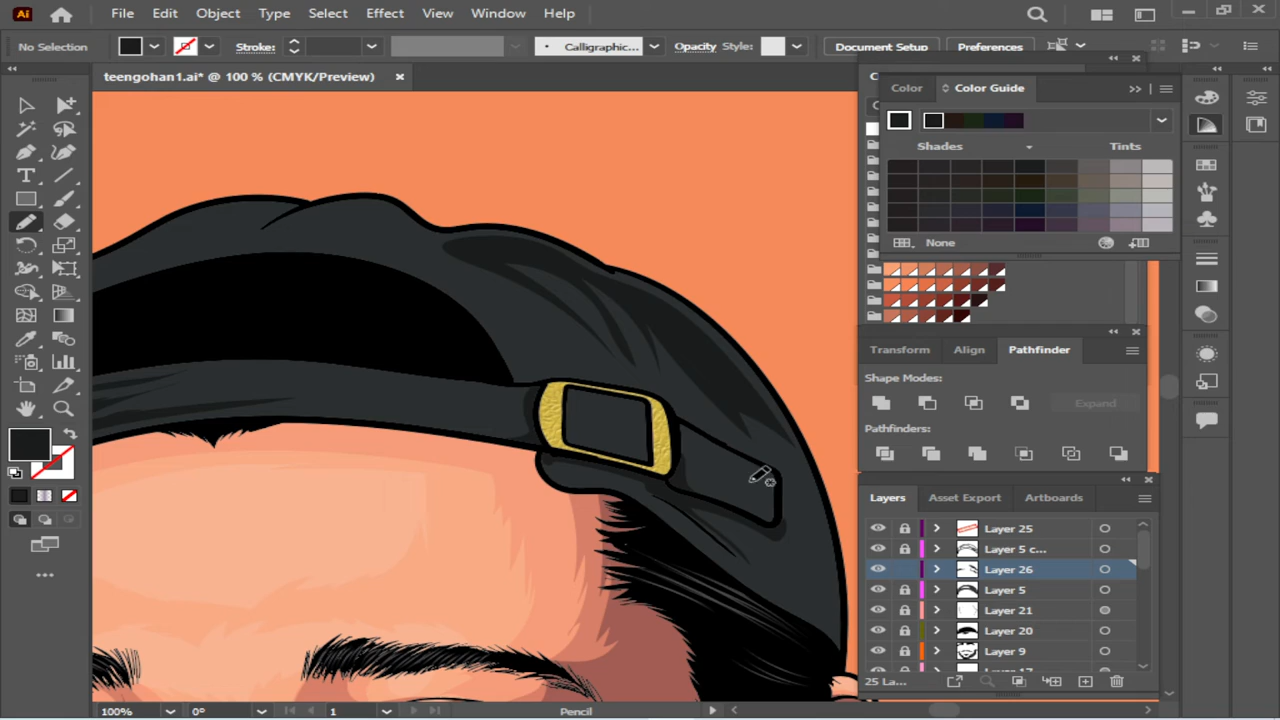 Ai File Edit Object Type Select Effect View Window Help
No Selection Stroke: Calligraphic... Opacity Style: Document Setup Preferences
teengohan1.ai* @ 100 % (CMYK/Preview) ×
Color Color Guide
Shades Tints
None
Transform Align Pathfinder
Shape Modes:
Expand
Pathfinders:
Layers Asset Export Artboards
Layer 25
Layer 5 c...
Layer 26
Layer 5
Layer 21
Layer 20
Layer 9
25 La...
100% 0° 1 Pencil